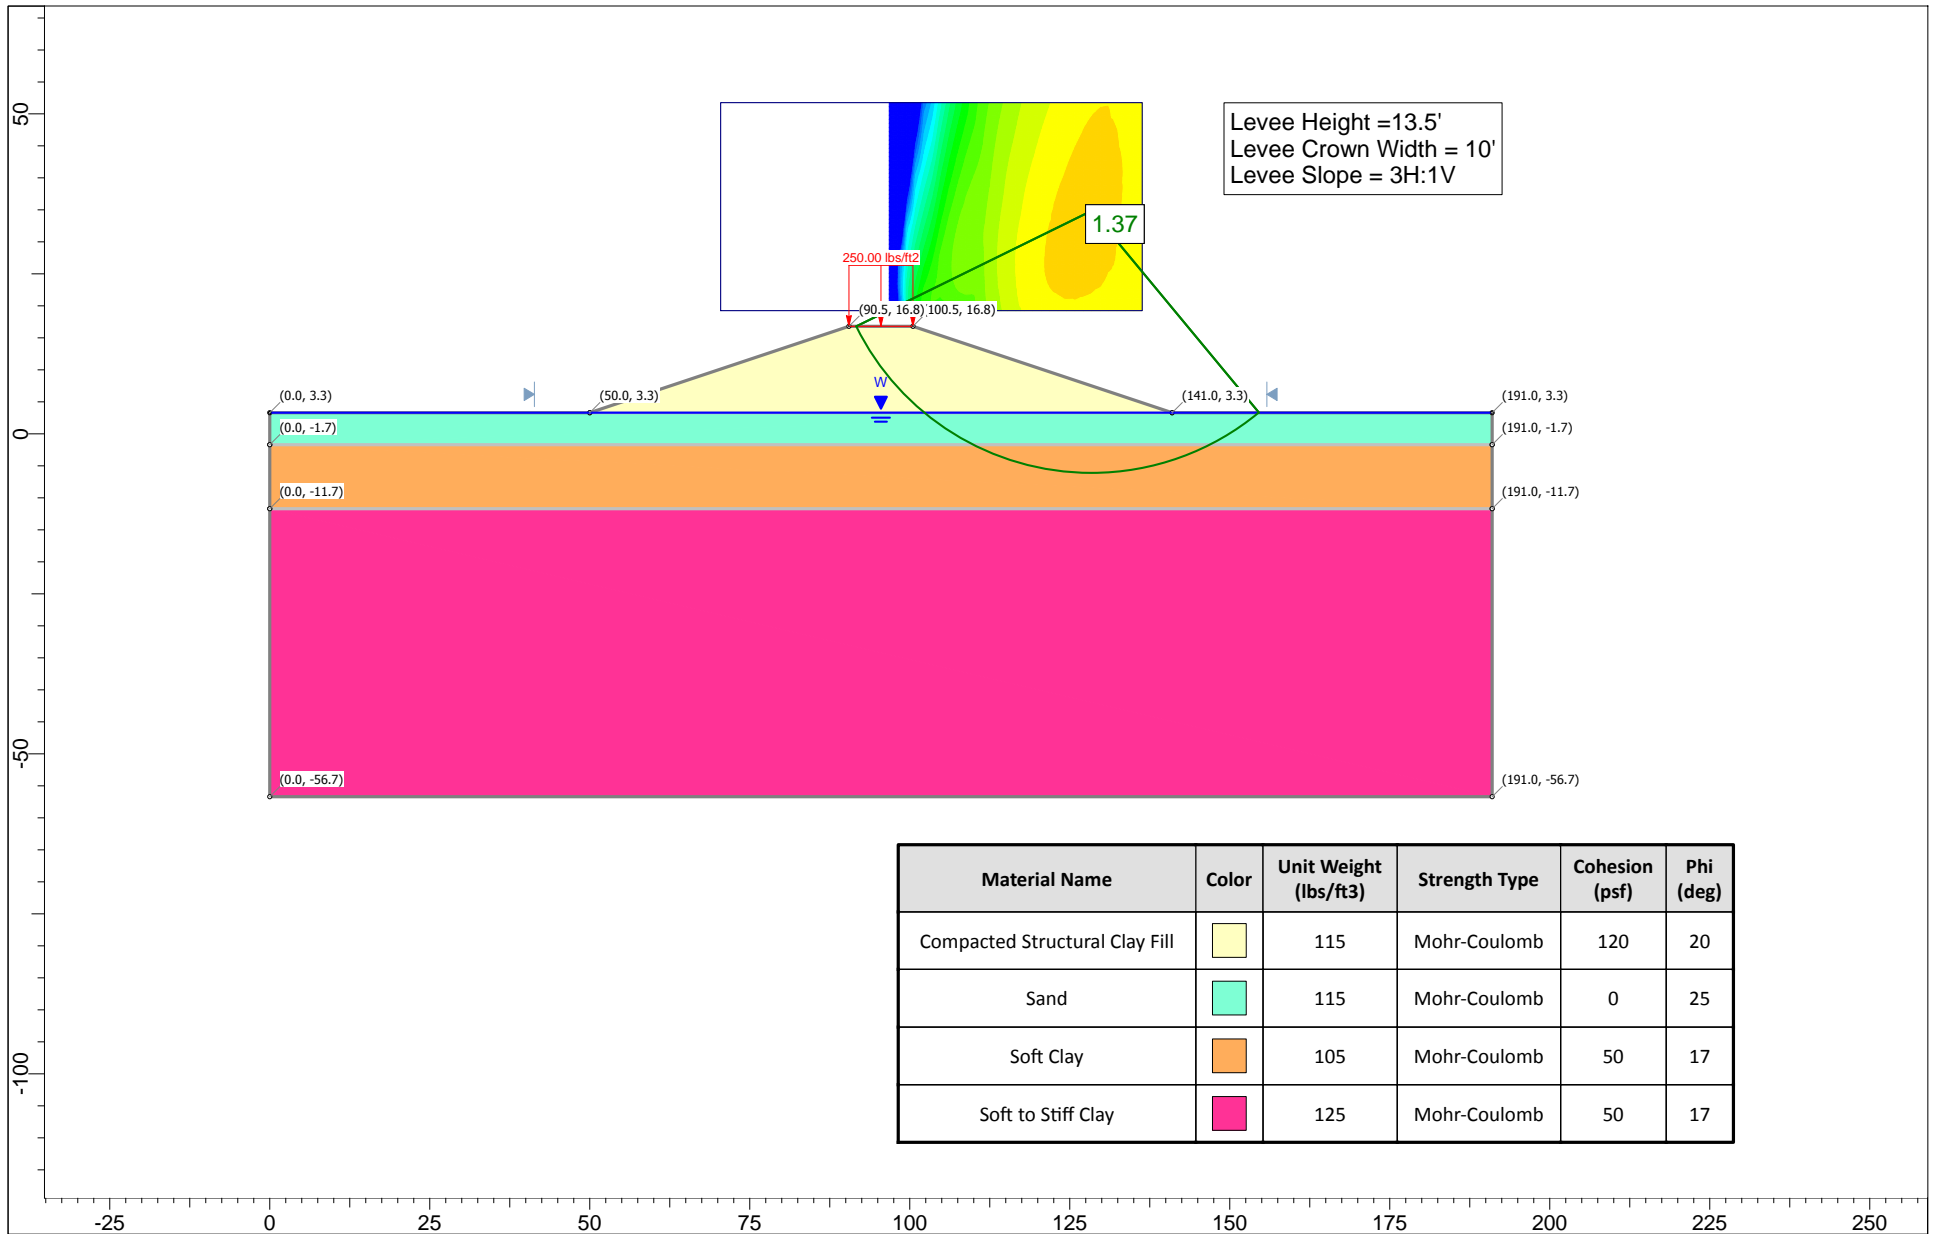 50
0
-50
-100
Levee Height =13.5'
Levee Crown Width = 10'
Levee Slope = 3H:1V
1.37
250.00 lbs/ft2
(90.5, 16.8)
(100.5, 16.8)
W
(0.0, 3.3)
(50.0, 3.3)
(141.0, 3.3)
(191.0, 3.3)
(0.0, -1.7)
(191.0, -1.7)
(0.0, -11.7)
(191.0, -11.7)
(0.0, -56.7)
(191.0, -56.7)
Material Name Color Unit Weight (lbs/ft3) Strength Type Cohesion (psf) Phi (deg)
Compacted Structural Clay Fill 115 Mohr-Coulomb 120 20
Sand 115 Mohr-Coulomb 0 25
Soft Clay 105 Mohr-Coulomb 50 17
Soft to Stiff Clay 125 Mohr-Coulomb 50 17
-25 0 25 50 75 100 125 150 175 200 225 250